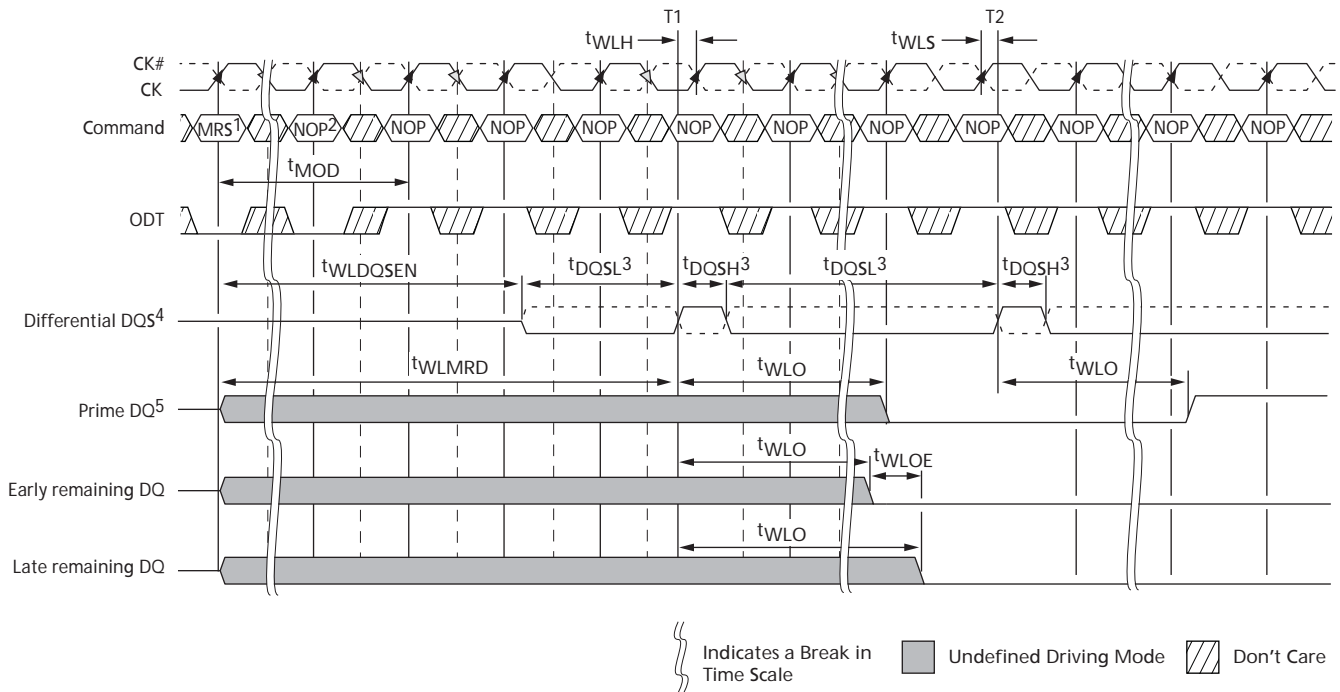 T1 T2
tWLH tWLS
CK#
CK
Command MRS1 NOP2 NOP NOP NOP NOP NOP NOP NOP NOP NOP NOP
tMOD
ODT
tWLDQSEN tDQSL3 tDQSH3 tDQSL3 tDQSH3
Differential DQS4
tWLMRD tWLO tWLO
Prime DQ5
tWLO tWLOE
Early remaining DQ
tWLO
Late remaining DQ
Indicates a Break in
Time Scale
Undefined Driving Mode
Don't Care